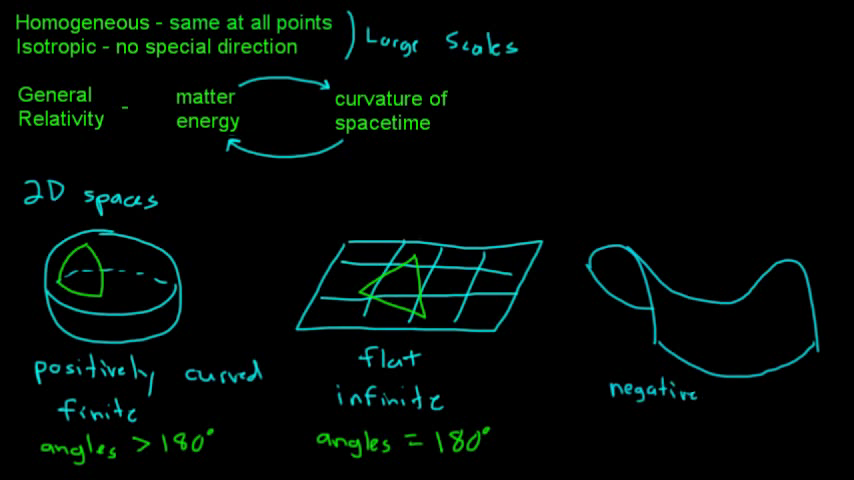 Homogeneous - same at all points
Isotropic - no special direction
) Large Scales
General Relativity - matter energy
curvature of spacetime
2D spaces
positively curved
finite
angles > 180°
flat
infinite
angles = 180°
negative